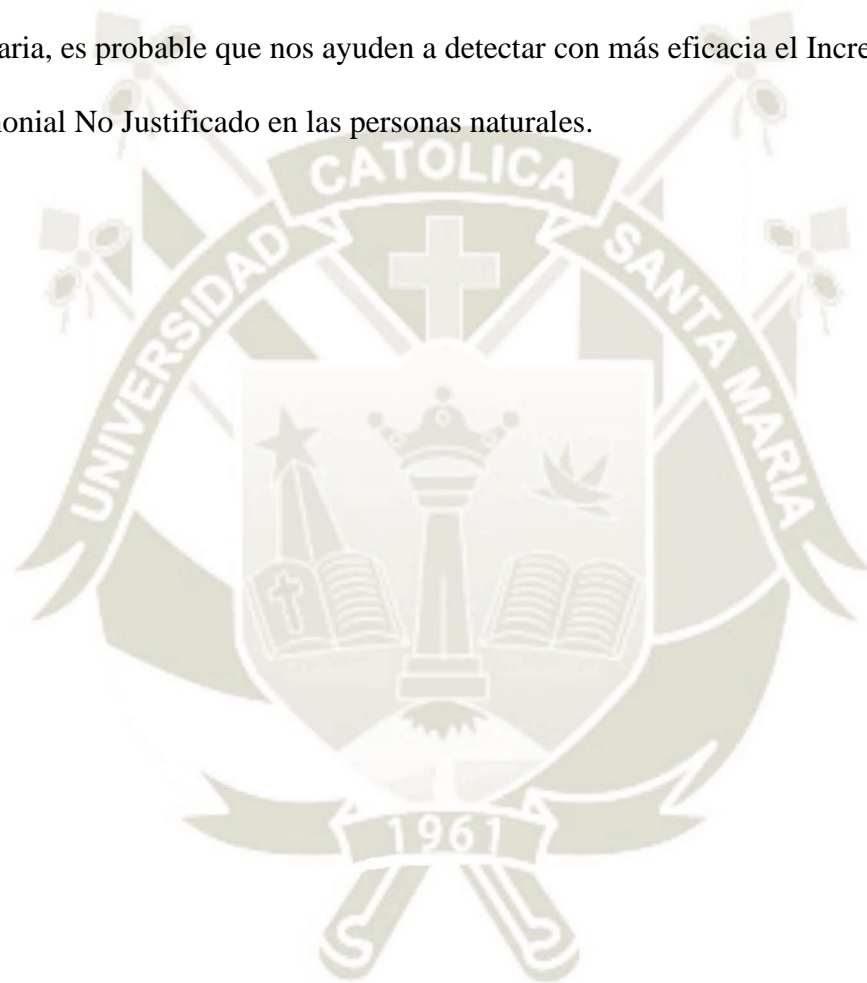 aria, es probable que nos ayuden a detectar con más eficacia el Incre
onial No Justificado en las personas naturales.
UNIVERSIDAD CATOLICA SANTA MARIA
1961